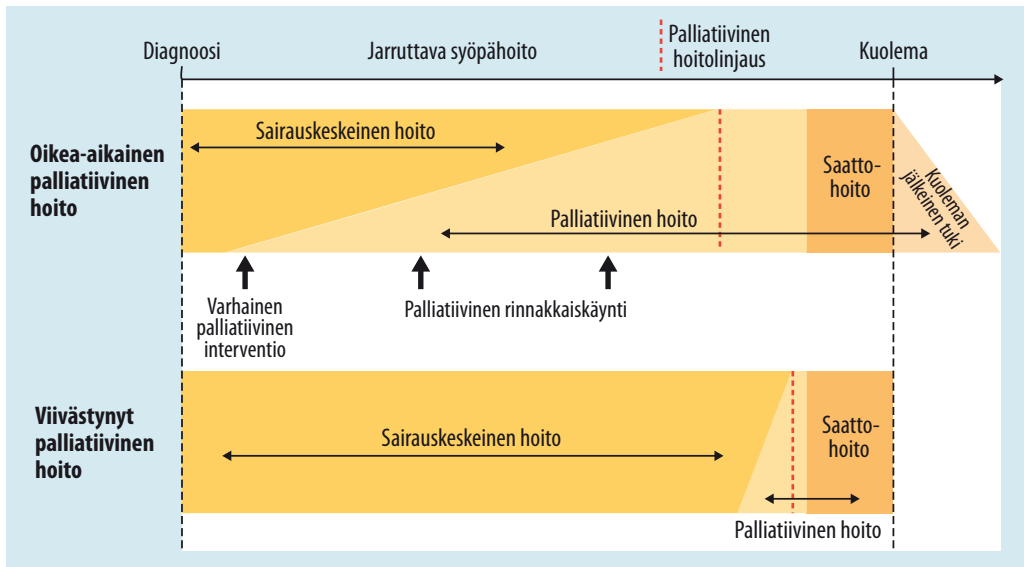 Diagnoosi
Jarruttava syöpähoito
Palliatiivinen
hoitolinjaus
Kuolema
Oikea-aikainen
palliatiivinen
hoito
Sairauskeskeinen hoito
Palliatiivinen hoito
Saatto-
hoito
Kuoleman
jälkeinen tuki
Varhainen
palliatiivinen
interventio
Palliatiivinen rinnakkaiskäynti
Viivästynyt
palliatiivinen
hoito
Sairauskeskeinen hoito
Saatto-
hoito
Palliatiivinen hoito